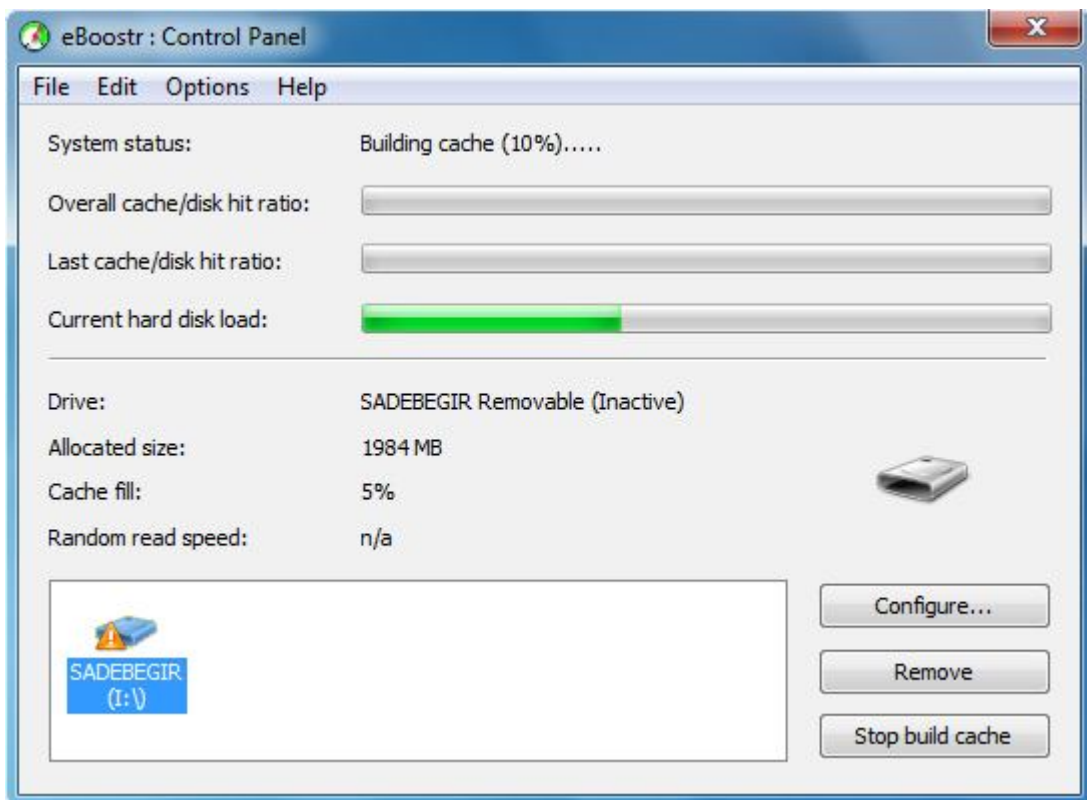 eBoostr : Control Panel
x
File Edit Options Help
System status: Building cache (10%).....
Overall cache/disk hit ratio:
Last cache/disk hit ratio:
Current hard disk load:
Drive: SADEBEGIR Removable (Inactive)
Allocated size: 1984 MB
Cache fill: 5%
Random read speed: n/a
SADEBEGIR
(I:\)
Configure...
Remove
Stop build cache